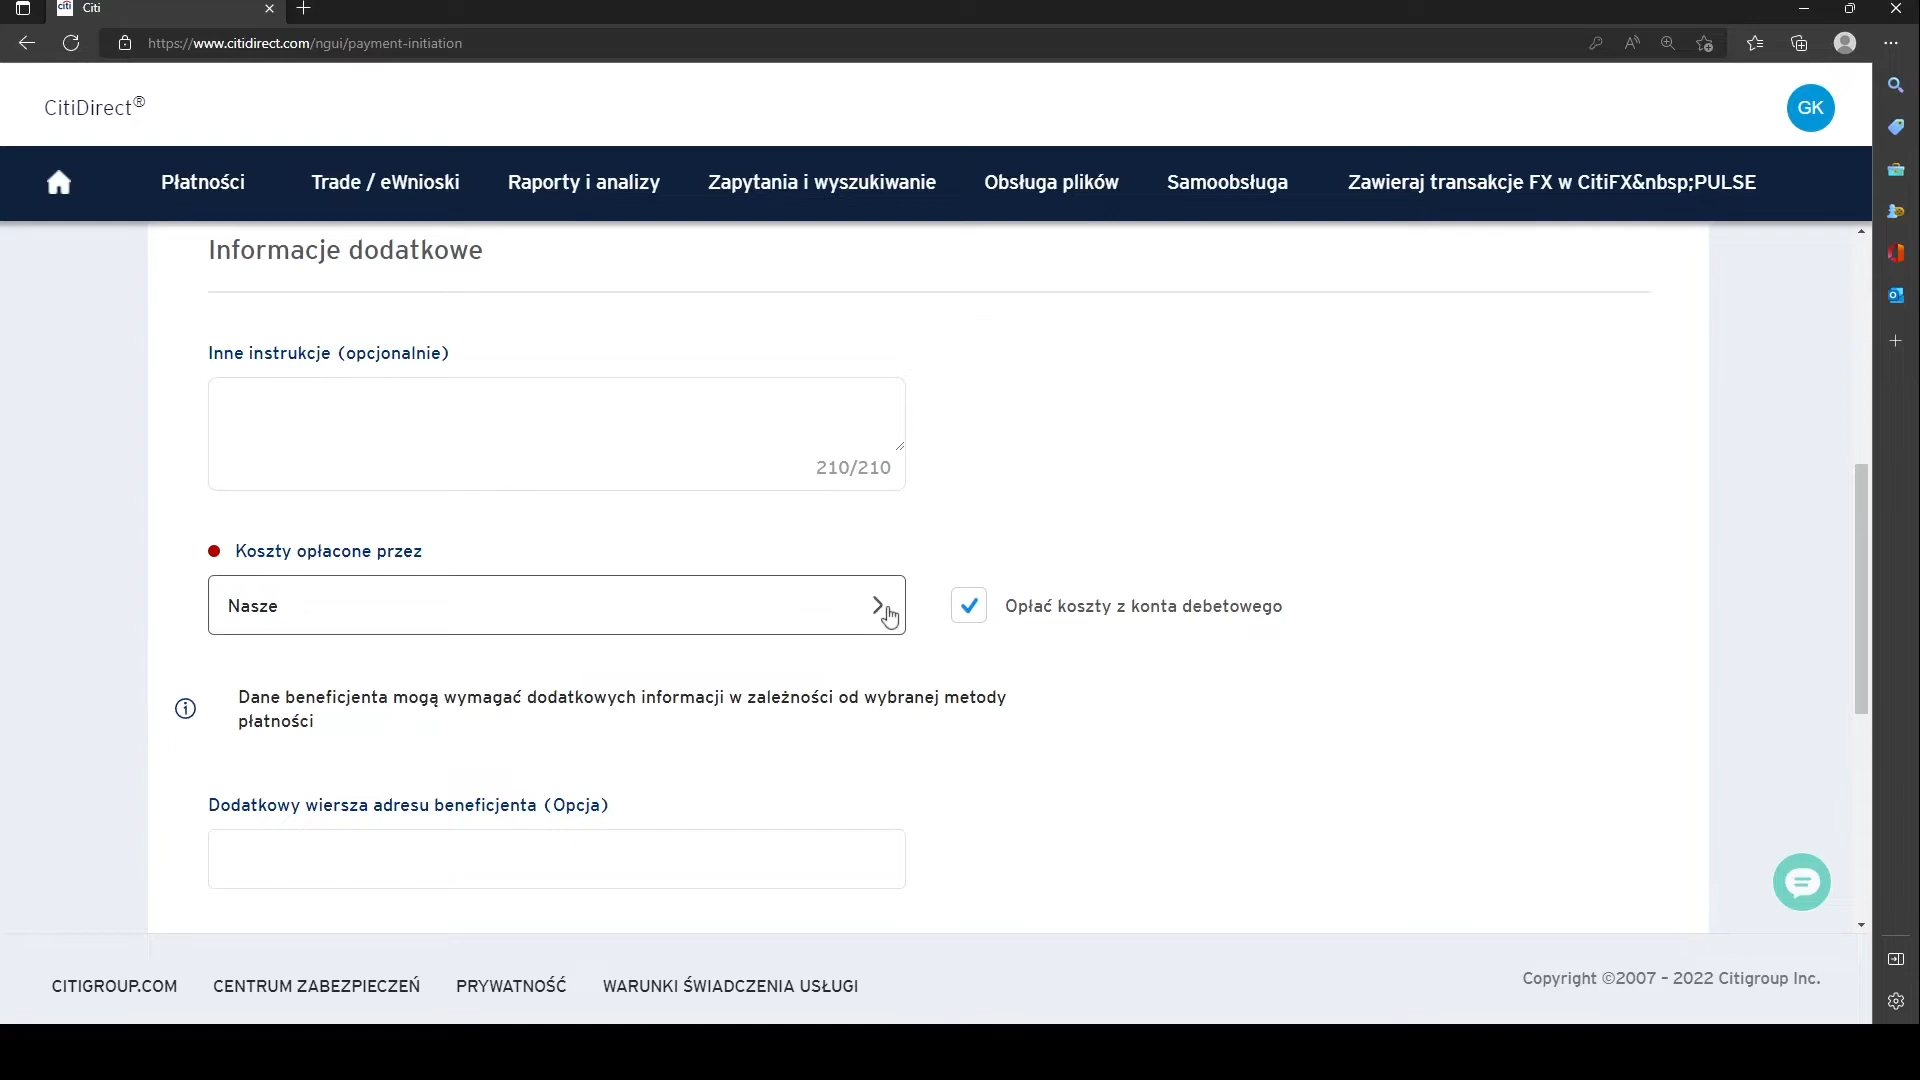 citi Citi
https://www.citidirect.com/ngui/payment-initiation
CitiDirect®
GK
Płatności Trade / eWnioski Raporty i analizy Zapytania i wyszukiwanie Obsługa plików Samoobsługa Zawieraj transakcje FX w CitiFX&nbsp;PULSE
Informacje dodatkowe
Inne instrukcje (opcjonalnie)
210/210
Koszty opłacone przez
Nasze
Opłać koszty z konta debetowego
Dane beneficjenta mogą wymagać dodatkowych informacji w zależności od wybranej metody
płatności
Dodatkowy wiersza adresu beneficjenta (Opcja)
CITIGROUP.COM CENTRUM ZABEZPIECZEŃ PRYWATNOŚĆ WARUNKI ŚWIADCZENIA USŁUGI
Copyright ©2007 - 2022 Citigroup Inc.